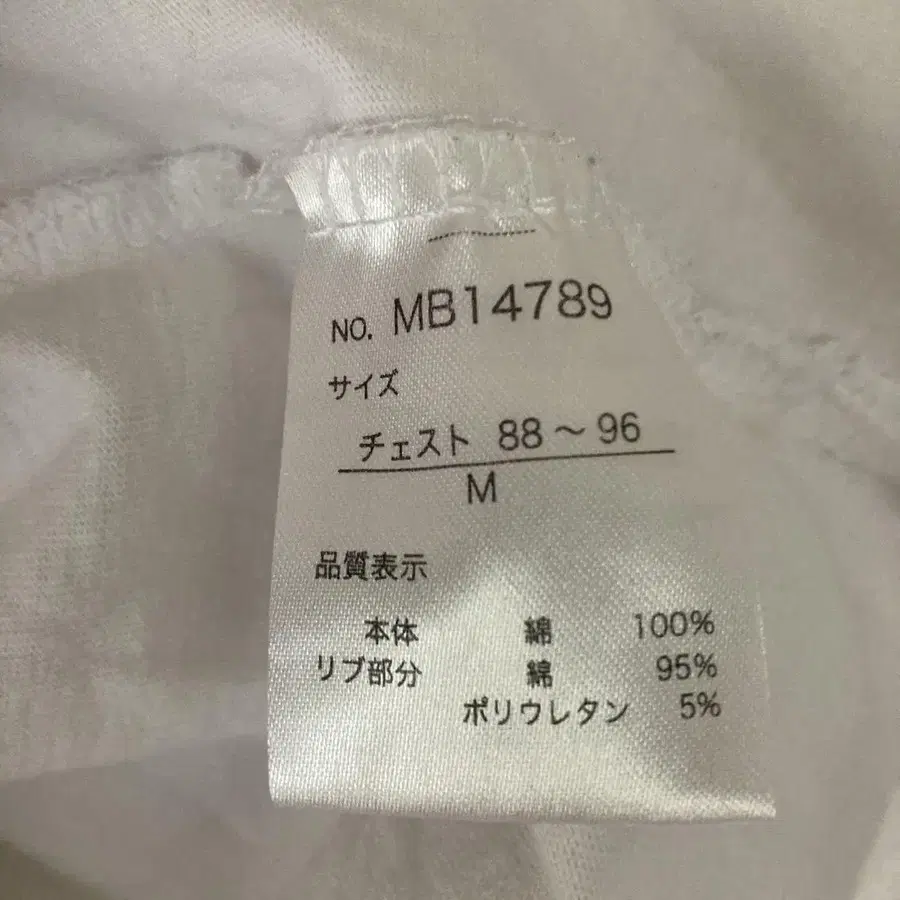 NO. MB14789
サイズ
チェスト 88～96
M
品質表示
本体 綿 100%
リブ部分 綿 95%
ポリウレタン 5%